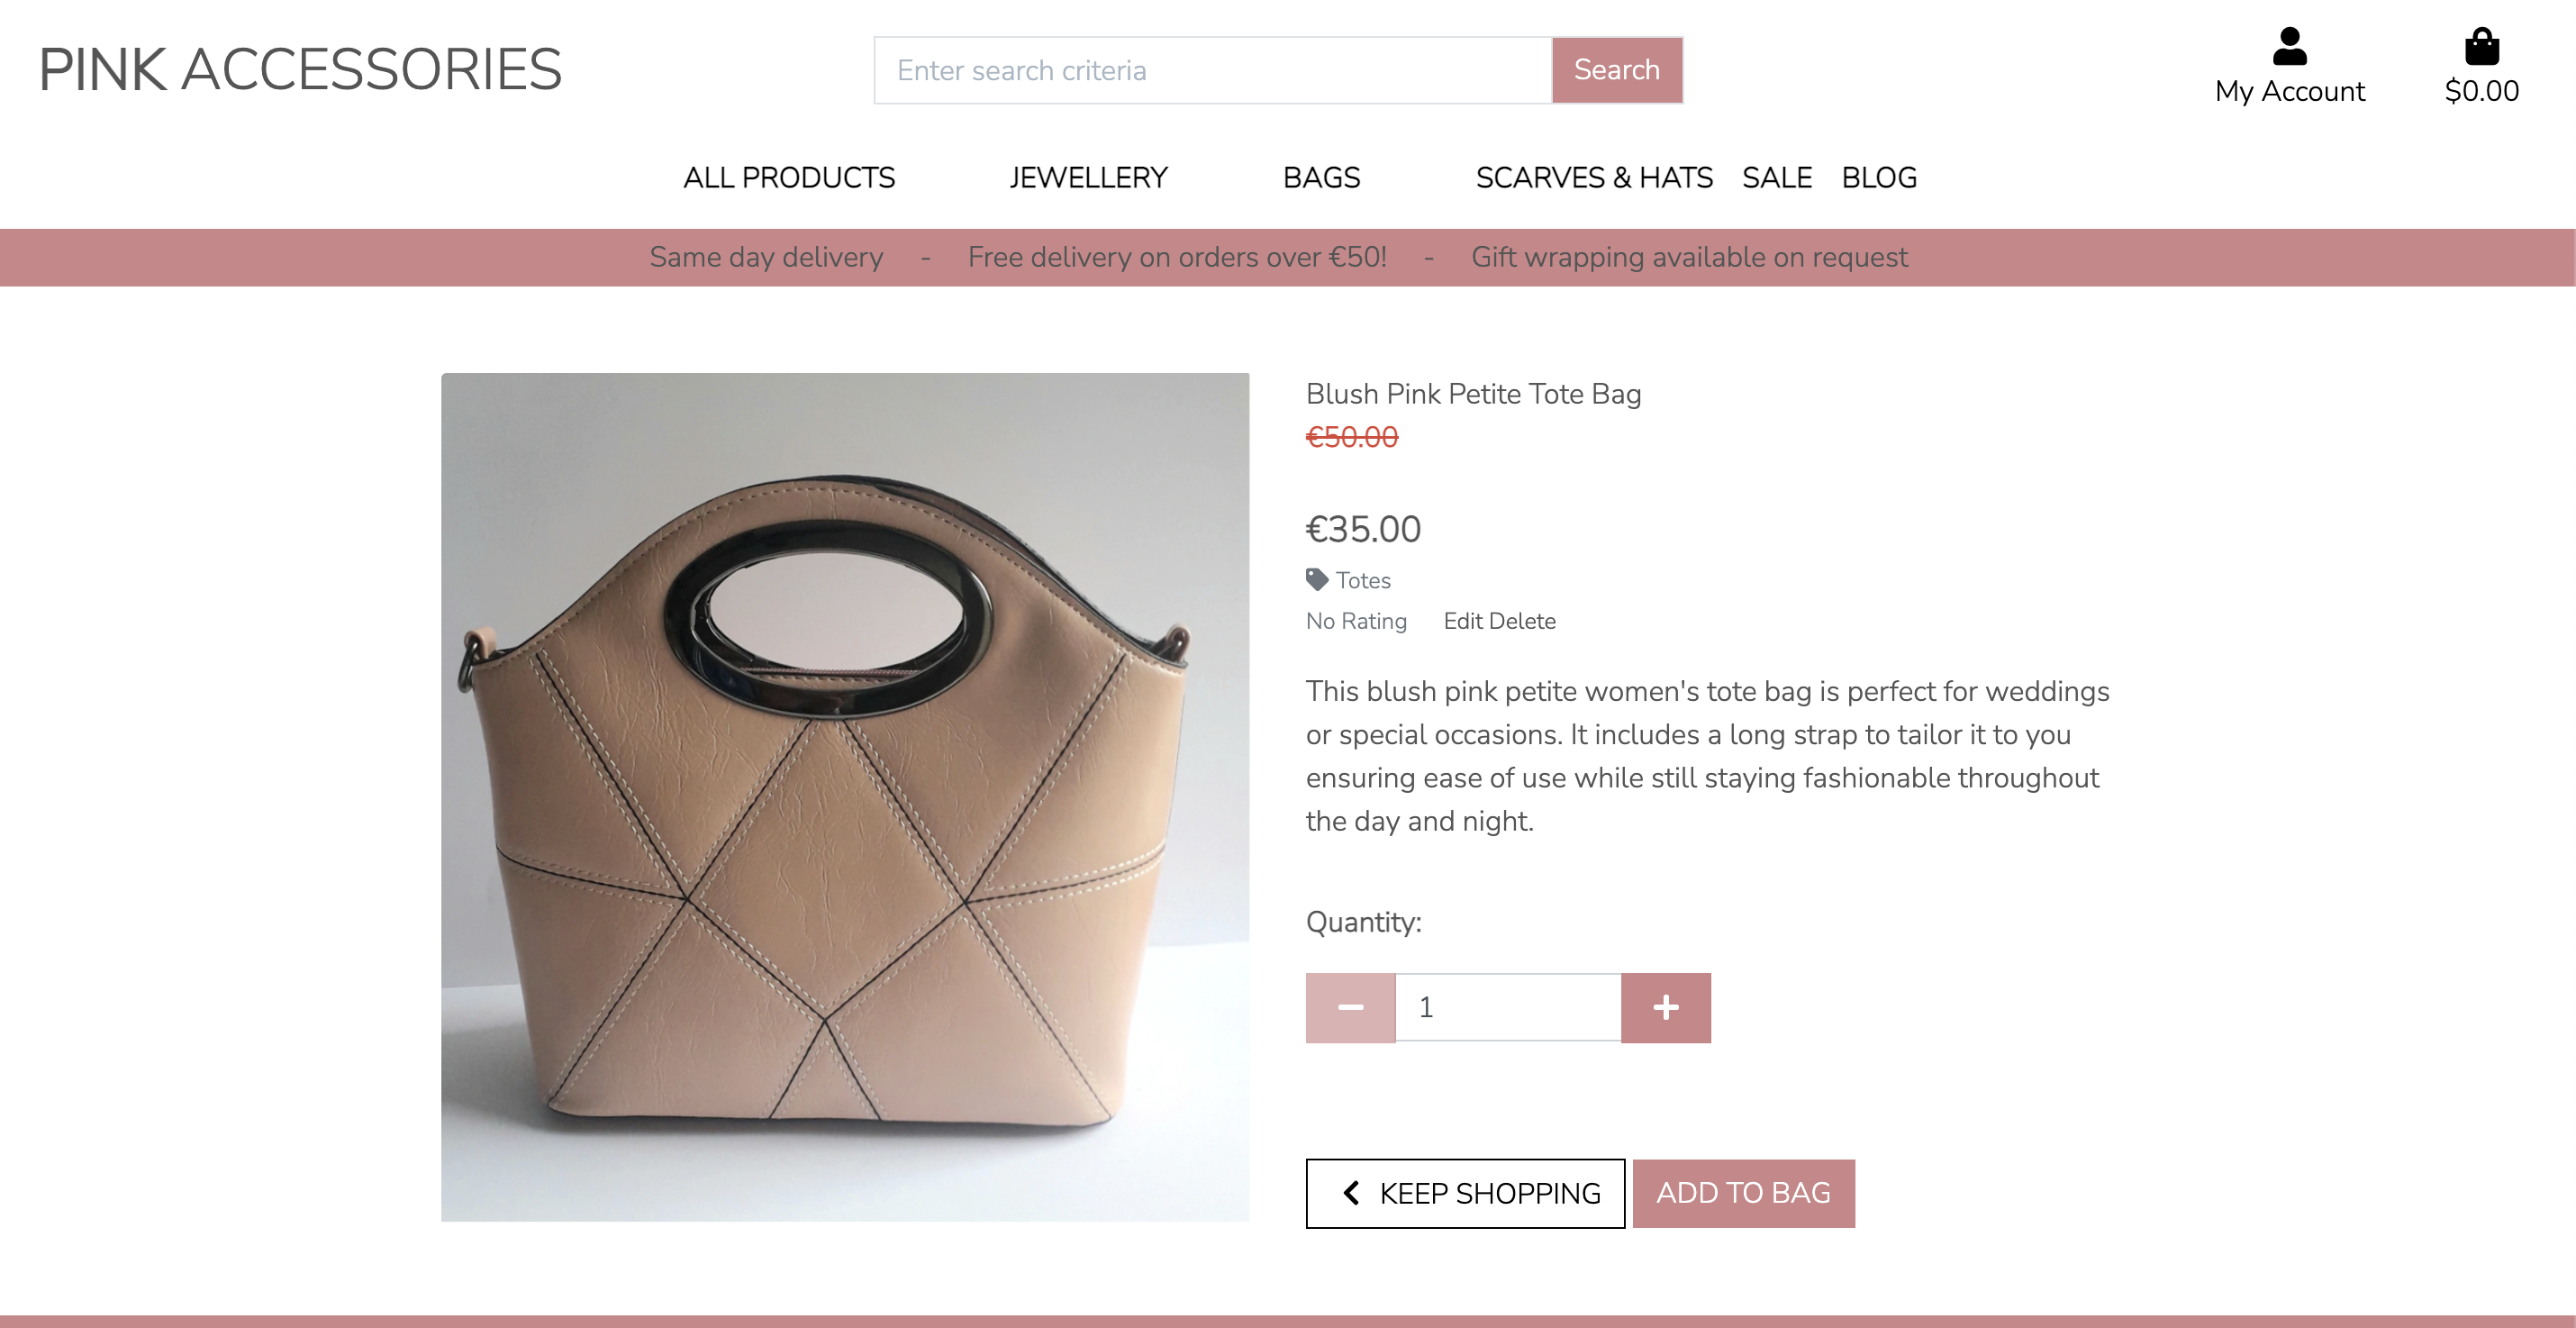 PINK ACCESSORIES
Enter search criteria
Search
My Account
$0.00
ALL PRODUCTS
JEWELLERY
BAGS
SCARVES & HATS
SALE
BLOG
Same day delivery - Free delivery on orders over €50! - Gift wrapping available on request
Blush Pink Petite Tote Bag
€50.00
€35.00
Totes
No Rating Edit Delete
This blush pink petite women's tote bag is perfect for weddings
or special occasions. It includes a long strap to tailor it to you
ensuring ease of use while still staying fashionable throughout
the day and night.
Quantity:
1
KEEP SHOPPING
ADD TO BAG